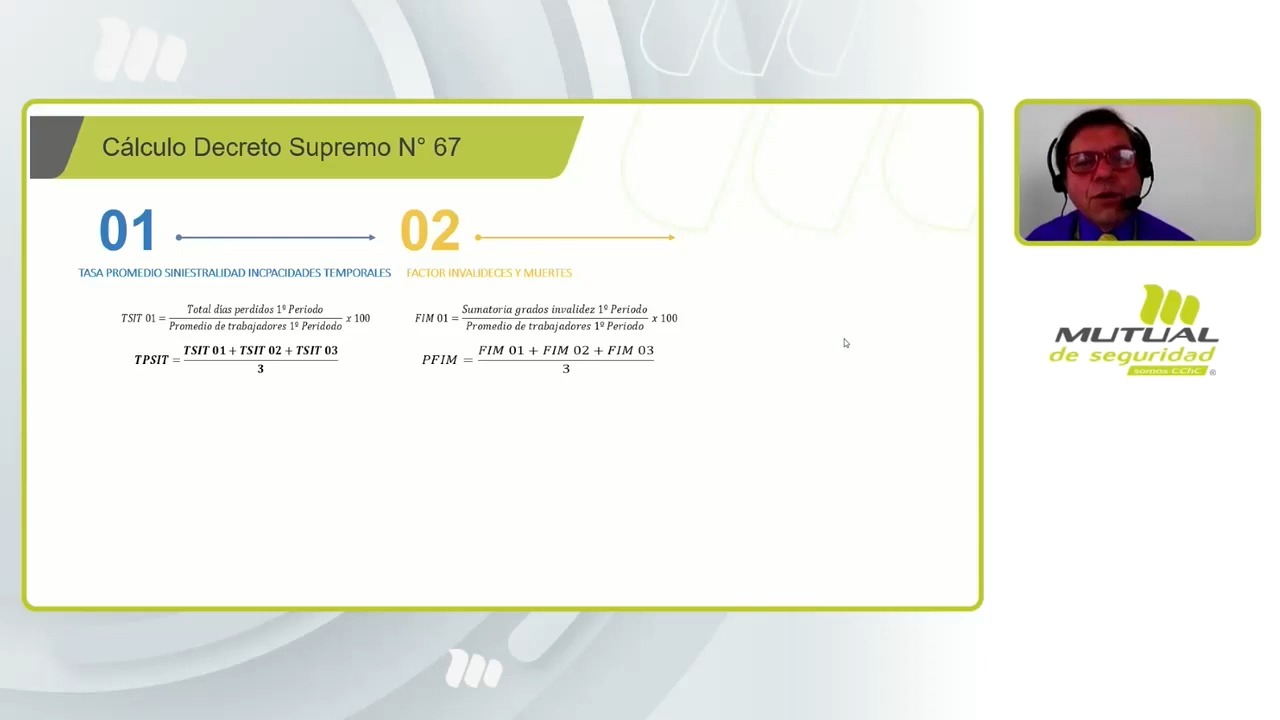 Cálculo Decreto Supremo N° 67
01
TASA PROMEDIO SINIESTRALIDAD INCPACIDADES TEMPORALES
TSIT 01 = Total días perdidos 1º Periodo / Promedio de trabajadores 1º Perídodo x 100
TPSIT = TSIT 01 + TSIT 02 + TSIT 03 / 3
02
FACTOR INVALIDECES Y MUERTES
FIM 01 = Sumatoria grados invalidez 1º Periodo / Promedio de trabajadores 1º Periodo x 100
PFIM = FIM 01 + FIM 02 + FIM 03 / 3
MUTUAL
de seguridad
somos CChC ®